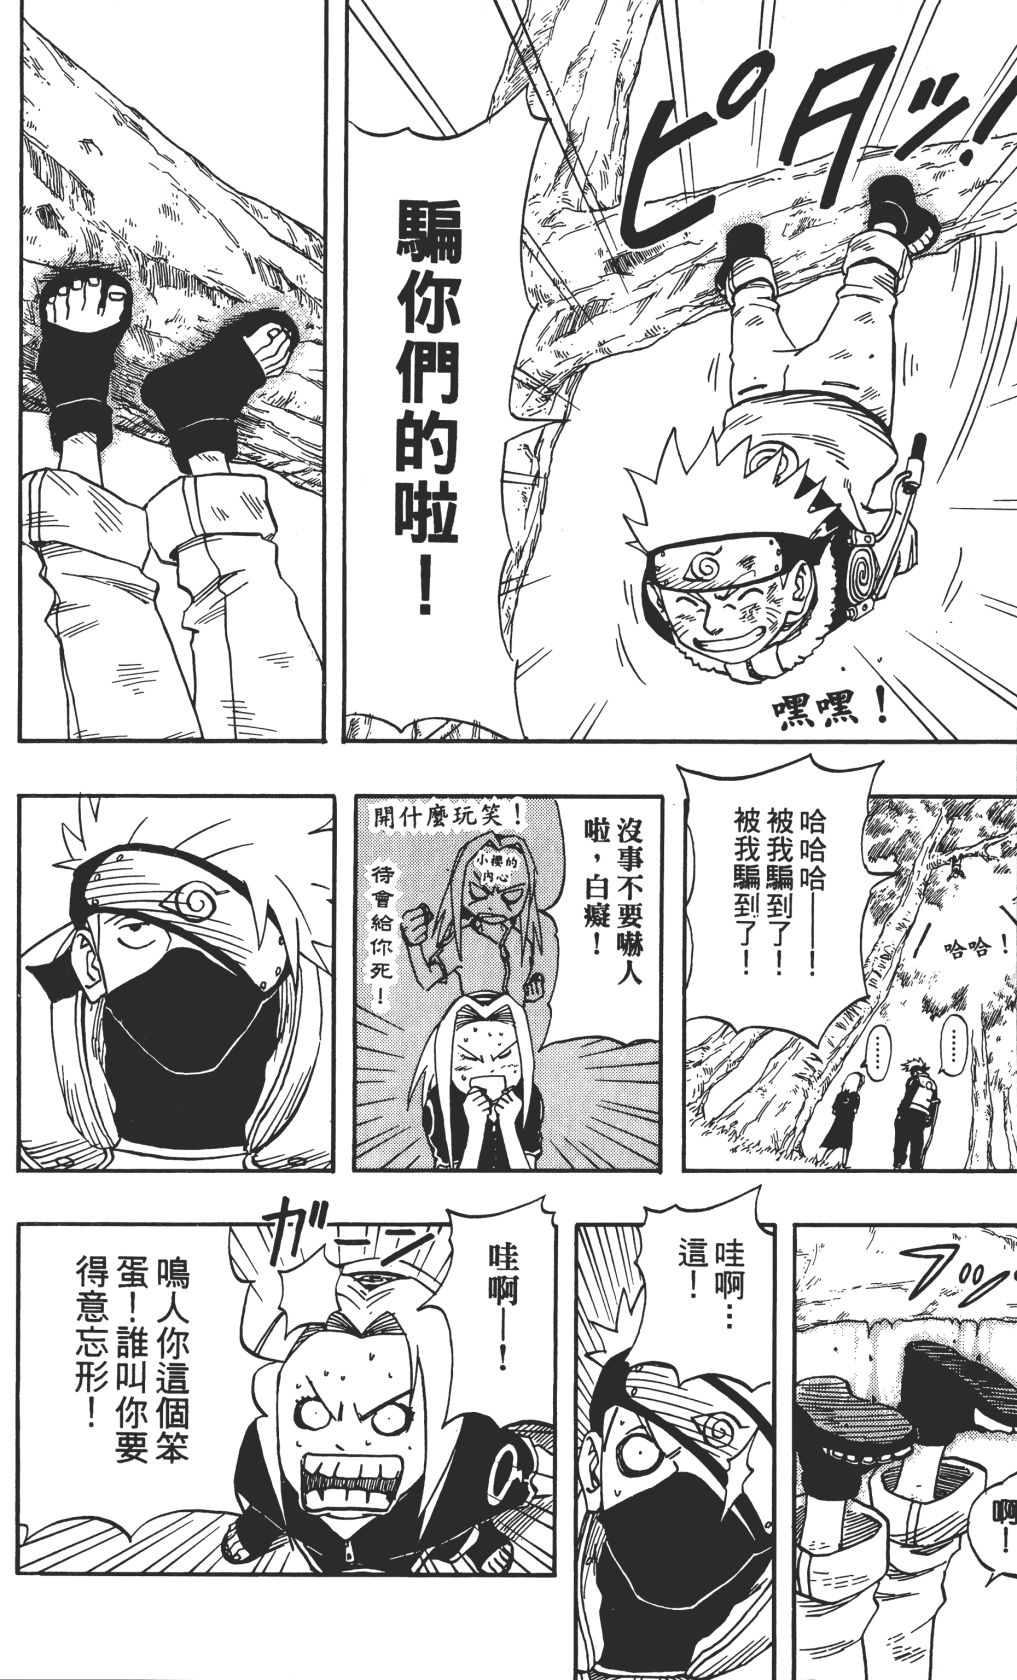 ピタッ！
騙你們的啦！
嘿嘿！
哈哈！
哈哈哈——！
被我騙到了！
被我騙到了！
……
……
沒事不要嚇人
啦，白癡！
開什麼玩笑！
小櫻的
內心
待會給你死！
ブロッ
啊！
哇啊…
這！
哇啊——！
ガーーン
鳴人你這個笨
蛋！誰叫你要
得意忘形！